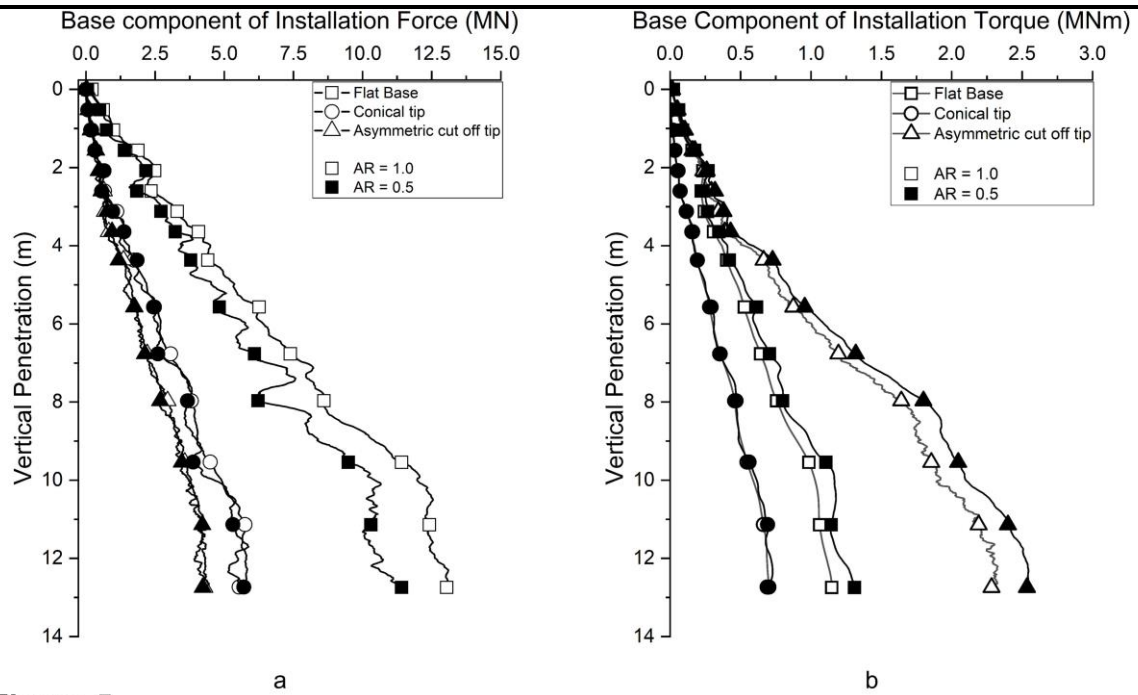 Base component of Installation Force (MN)
0.0 2.5 5.0 7.5 10.0 12.5 15.0
0
2
4
6
8
10
12
14
Vertical Penetration (m)
Flat Base
Conical tip
Asymmetric cut off tip
AR = 1.0
AR = 0.5
a
Base Component of Installation Torque (MNm)
0.0 0.5 1.0 1.5 2.0 2.5 3.0
0
2
4
6
8
10
12
14
Vertical Penetration (m)
Flat Base
Conical tip
Asymmetric cut off tip
AR = 1.0
AR = 0.5
b